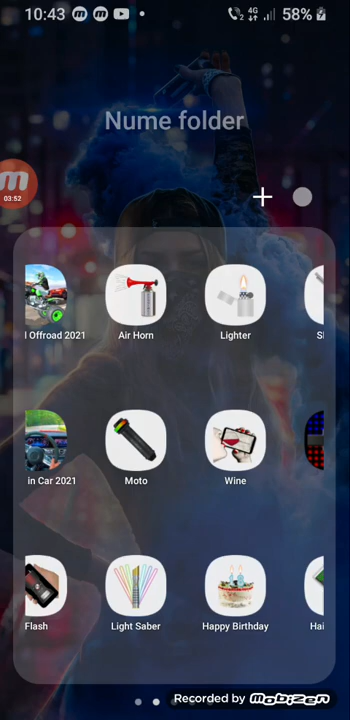 10:43
4G
58%
Nume folder
03:52
l Offroad 2021
Air Horn
Lighter
in Car 2021
Moto
Wine
Flash
Light Saber
Happy Birthday
Recorded by MOBIZEN